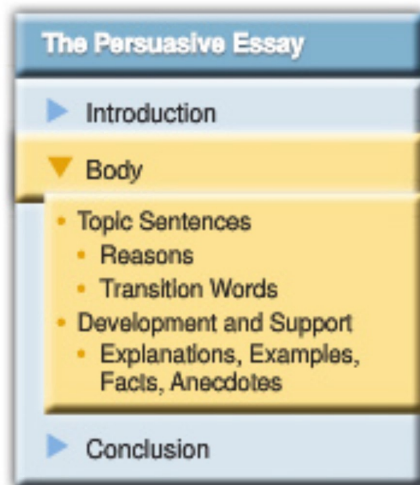 The Persuasive Essay
Introduction
Body
Topic Sentences
Reasons
Transition Words
Development and Support
Explanations, Examples,
Facts, Anecdotes
Conclusion